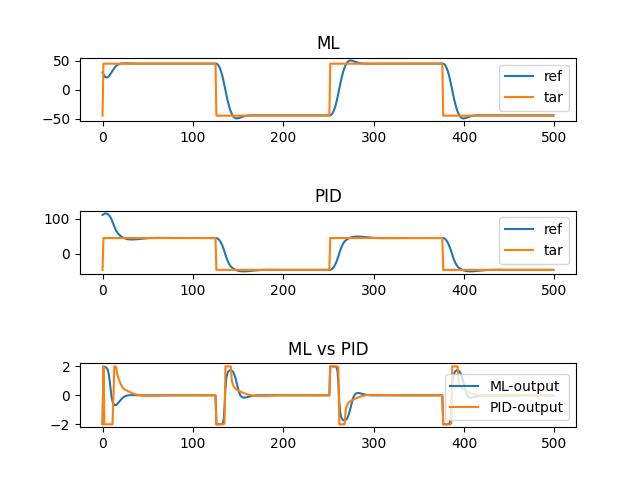 ML
50
0
−50
ref
tar
0 100 200 300 400 500
PID
100
0
ref
tar
0 100 200 300 400 500
ML vs PID
2
0
−2
ML-output
PID-output
0 100 200 300 400 500